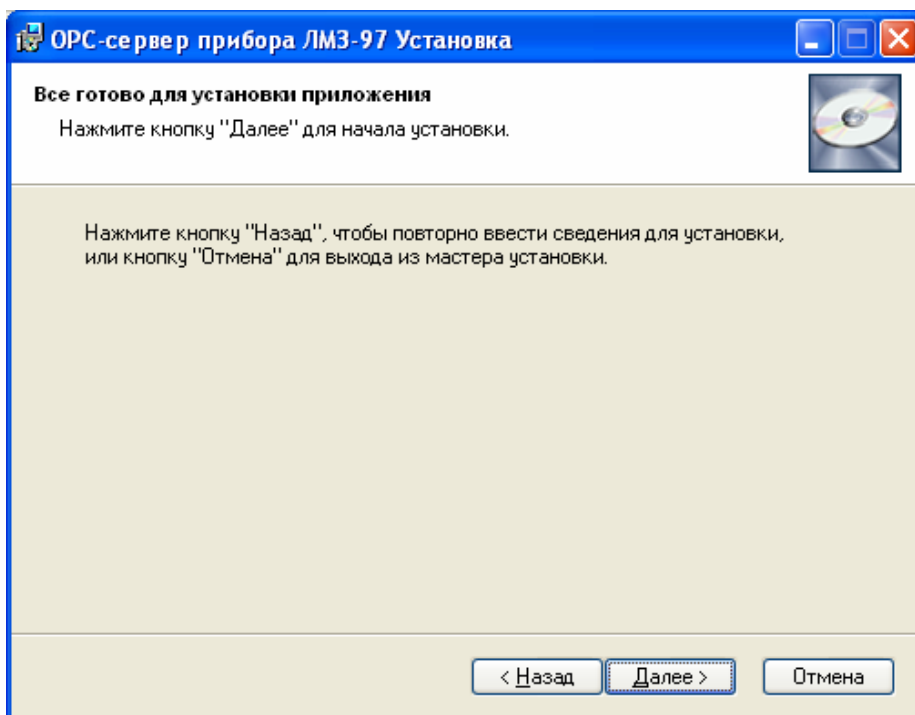 ОРС-сервер прибора ЛМЗ-97 Установка
Все готово для установки приложения
Нажмите кнопку "Далее" для начала установки.
Нажмите кнопку "Назад", чтобы повторно ввести сведения для установки,
или кнопку "Отмена" для выхода из мастера установки.
< Назад
Далее >
Отмена